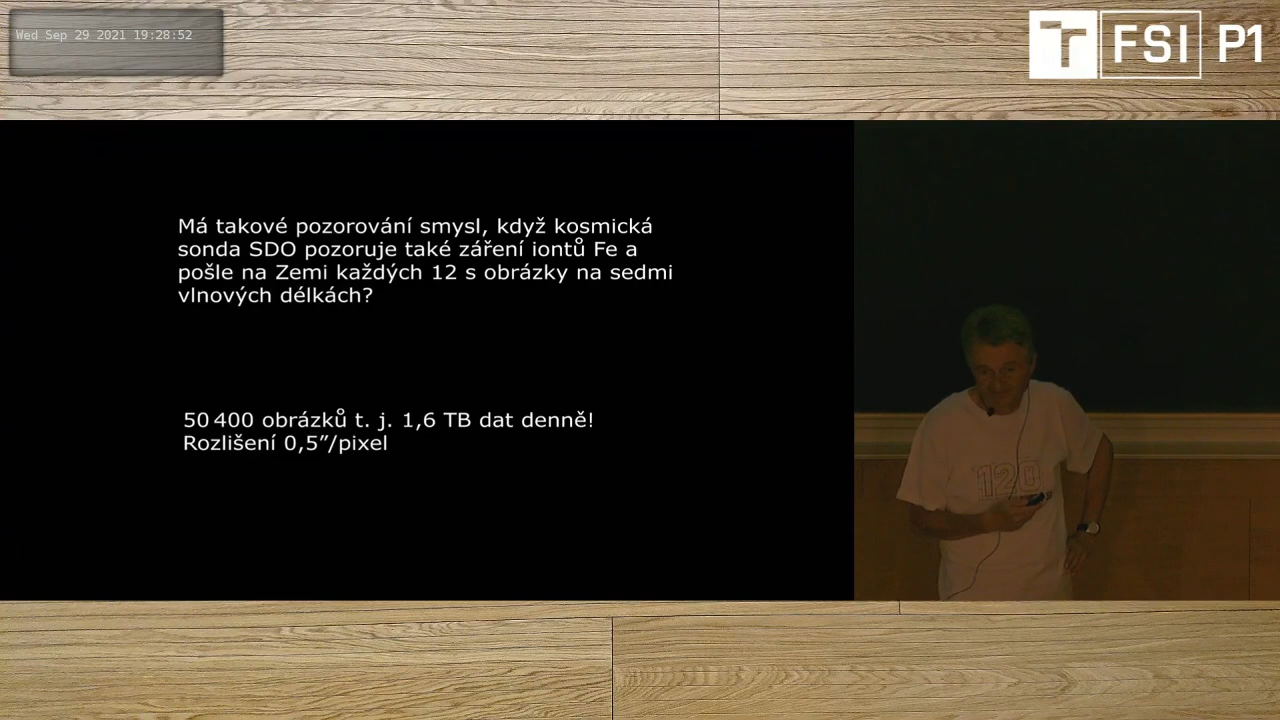 Wed Sep 29 2021 19:28:52
FSI P1
Má takové pozorování smysl, když kosmická
sonda SDO pozoruje také záření iontů Fe a
pošle na Zemi každých 12 s obrázky na sedmi
vlnových délkách?
50 400 obrázků t. j. 1,6 TB dat denně!
Rozlišení 0,5”/pixel
120